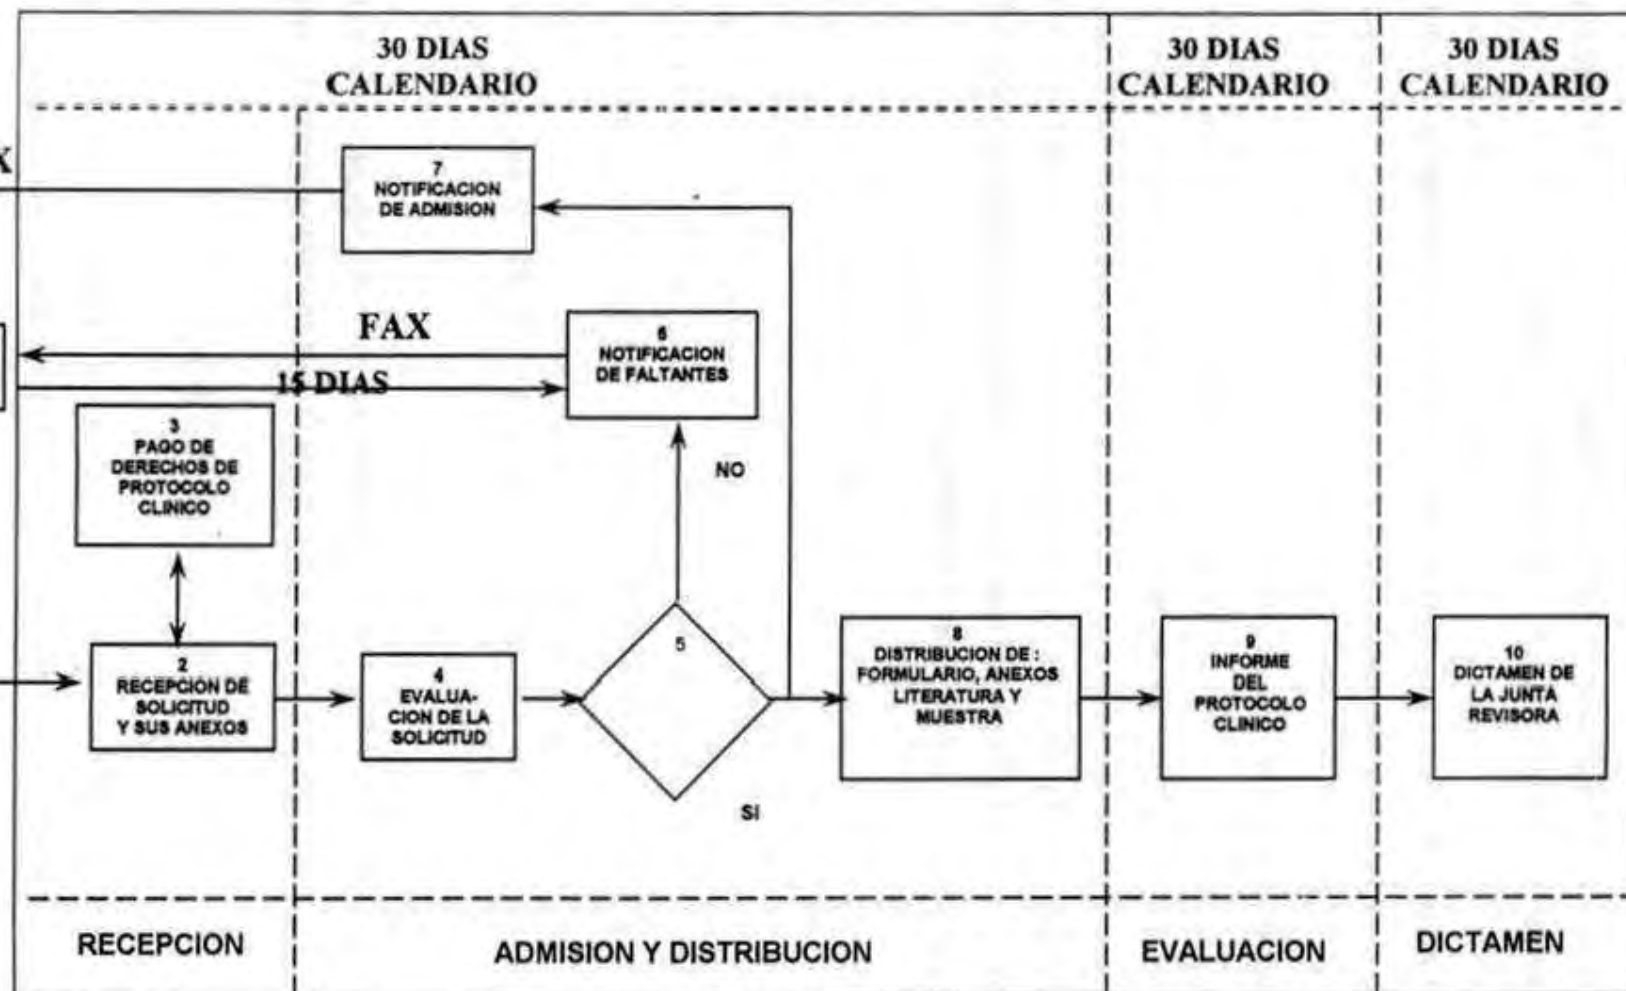 30 DIAS
CALENDARIO
30 DIAS
CALENDARIO
30 DIAS
CALENDARIO
X
7
NOTIFICACION
DE ADMISION
FAX
15 DIAS
6
NOTIFICACION
DE FALTANTES
3
PAGO DE
DERECHOS DE
PROTOCOLO
CLINICO
NO
2
RECEPCION DE
SOLICITUD
Y SUS ANEXOS
4
EVALUA-
CION DE LA
SOLICITUD
5
SI
8
DISTRIBUCION DE :
FORMULARIO, ANEXOS
LITERATURA Y
MUESTRA
9
INFORME
DEL
PROTOCOLO
CLINICO
10
DICTAMEN DE
LA JUNTA
REVISORA
RECEPCION
ADMISION Y DISTRIBUCION
EVALUACION
DICTAMEN